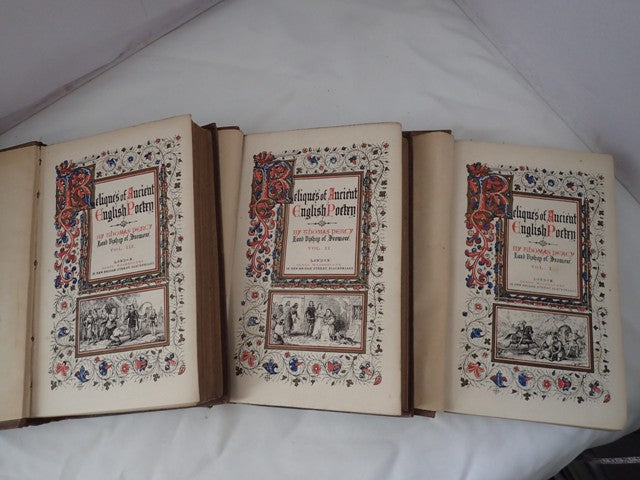 Reliques of Ancient
English Poetry
BY THOMAS PERCY
Lord Bishop of Dromore.
VOL. III.
LONDON
Reliques of Ancient
English Poetry
BY THOMAS PERCY
Lord Bishop of Dromore.
VOL. II.
LONDON
Reliques of Ancient
English Poetry
BY THOMAS PERCY
Lord Bishop of Dromore.
VOL. I.
LONDON